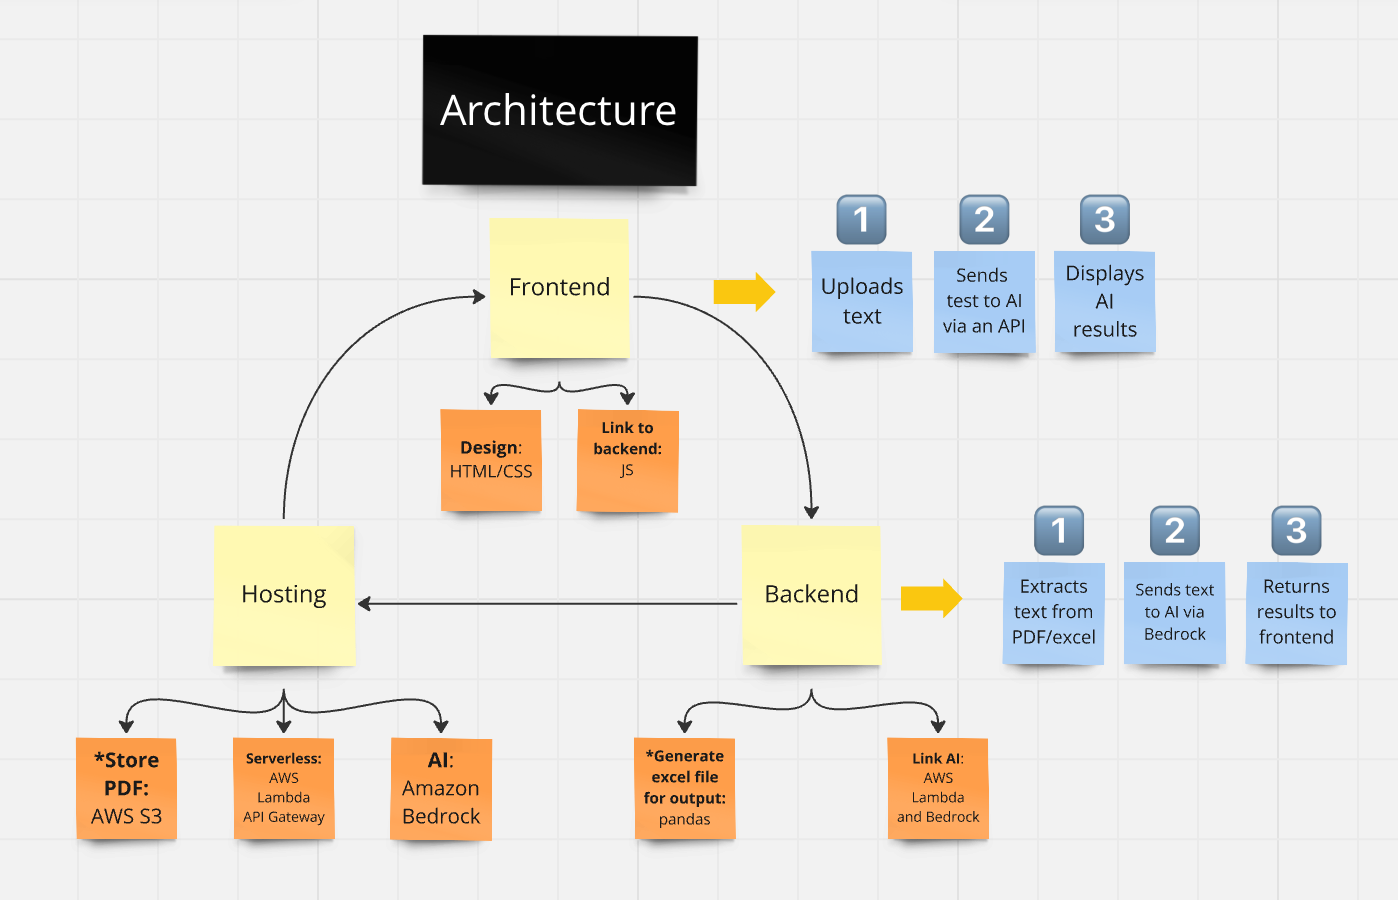 Architecture
Frontend
1
2
3
Uploads
text
Sends
test to AI
via an API
Displays
AI
results
Design:
HTML/CSS
Link to
backend:
JS
Hosting
Backend
1
2
3
Extracts
text from
PDF/excel
Sends text
to AI via
Bedrock
Returns
results to
frontend
*Store
PDF:
AWS S3
Serverless:
AWS
Lambda
API Gateway
AI:
Amazon
Bedrock
*Generate
excel file
for output:
pandas
Link AI:
AWS
Lambda
and Bedrock